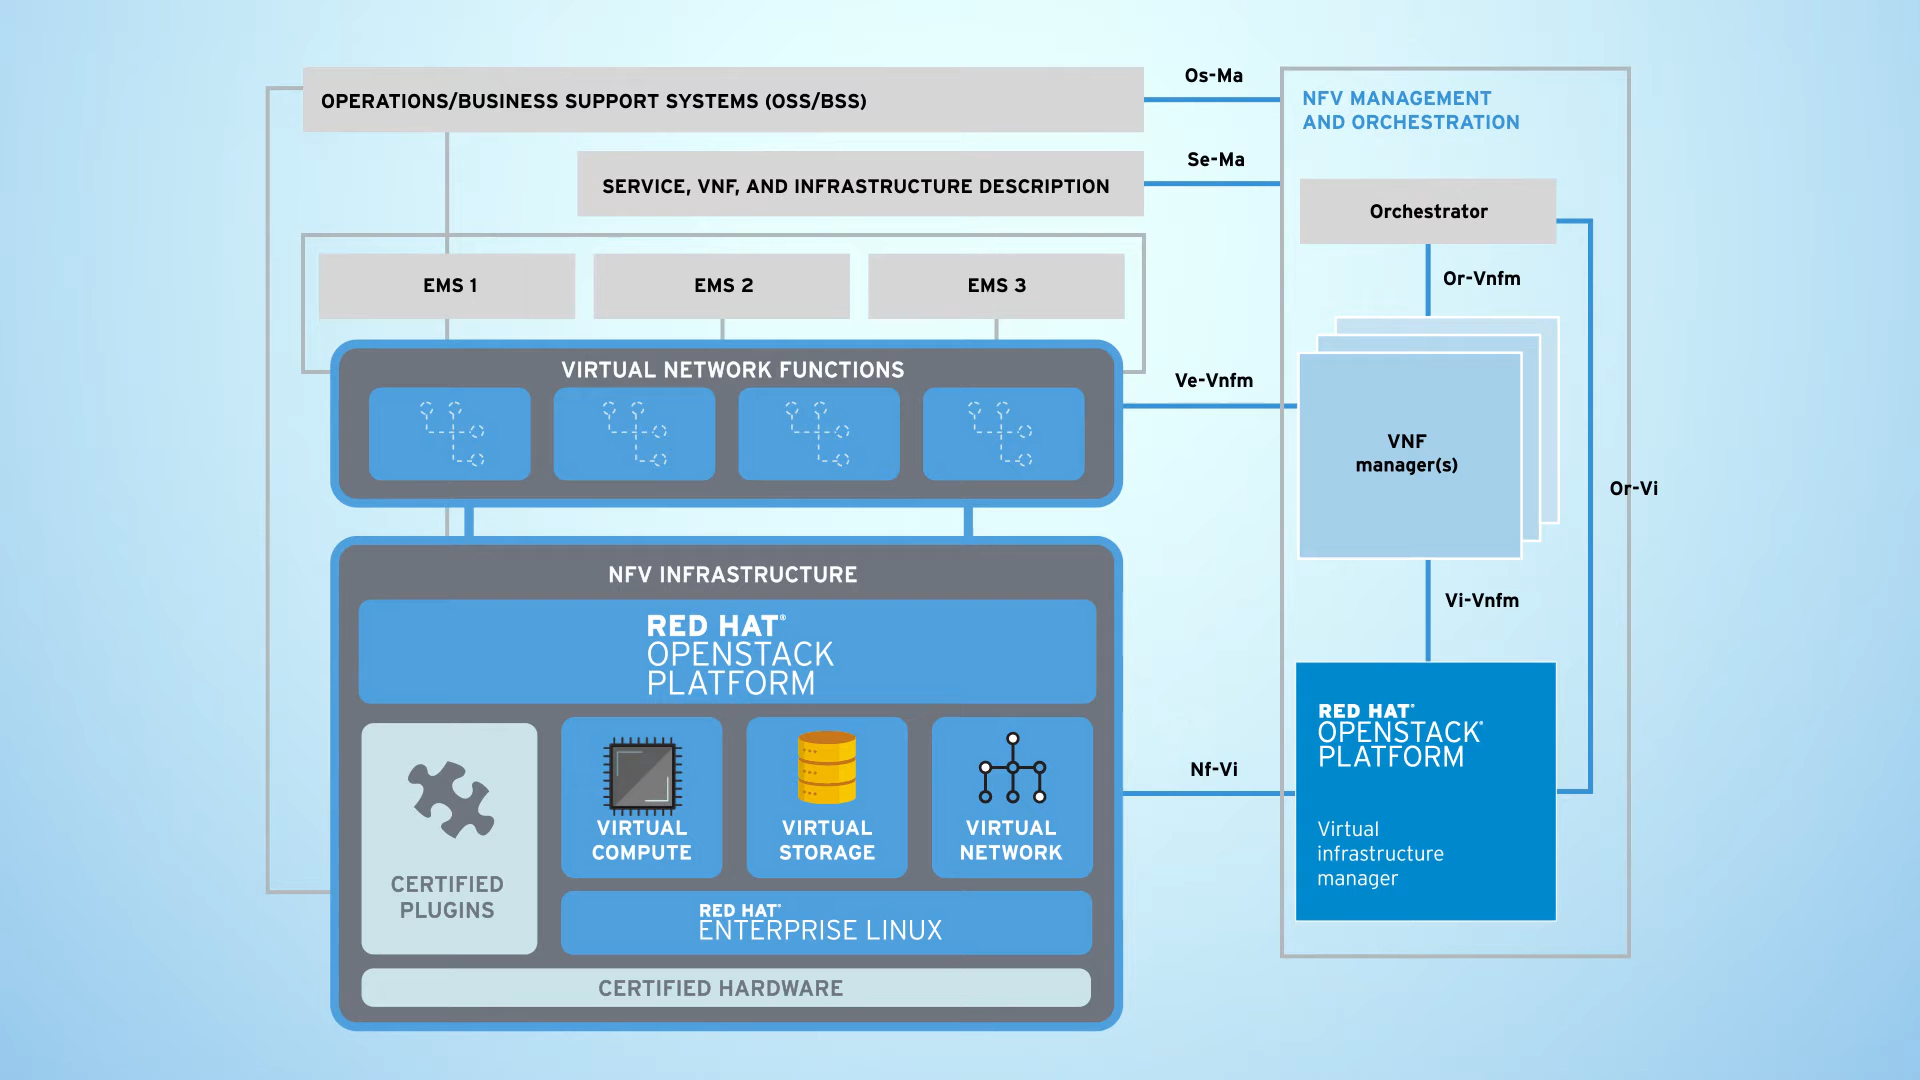 OPERATIONS/BUSINESS SUPPORT SYSTEMS (OSS/BSS)
Os-Ma
NFV MANAGEMENT
AND ORCHESTRATION
SERVICE, VNF, AND INFRASTRUCTURE DESCRIPTION
Se-Ma
Orchestrator
EMS 1
EMS 2
EMS 3
Or-Vnfm
VIRTUAL NETWORK FUNCTIONS
Ve-Vnfm
VNF
manager(s)
Or-Vi
NFV INFRASTRUCTURE
Vi-Vnfm
RED HAT®
OPENSTACK
PLATFORM
RED HAT®
OPENSTACK®
PLATFORM
Nf-Vi
Virtual
infrastructure
manager
VIRTUAL
COMPUTE
VIRTUAL
STORAGE
VIRTUAL
NETWORK
CERTIFIED
PLUGINS
RED HAT®
ENTERPRISE LINUX
CERTIFIED HARDWARE